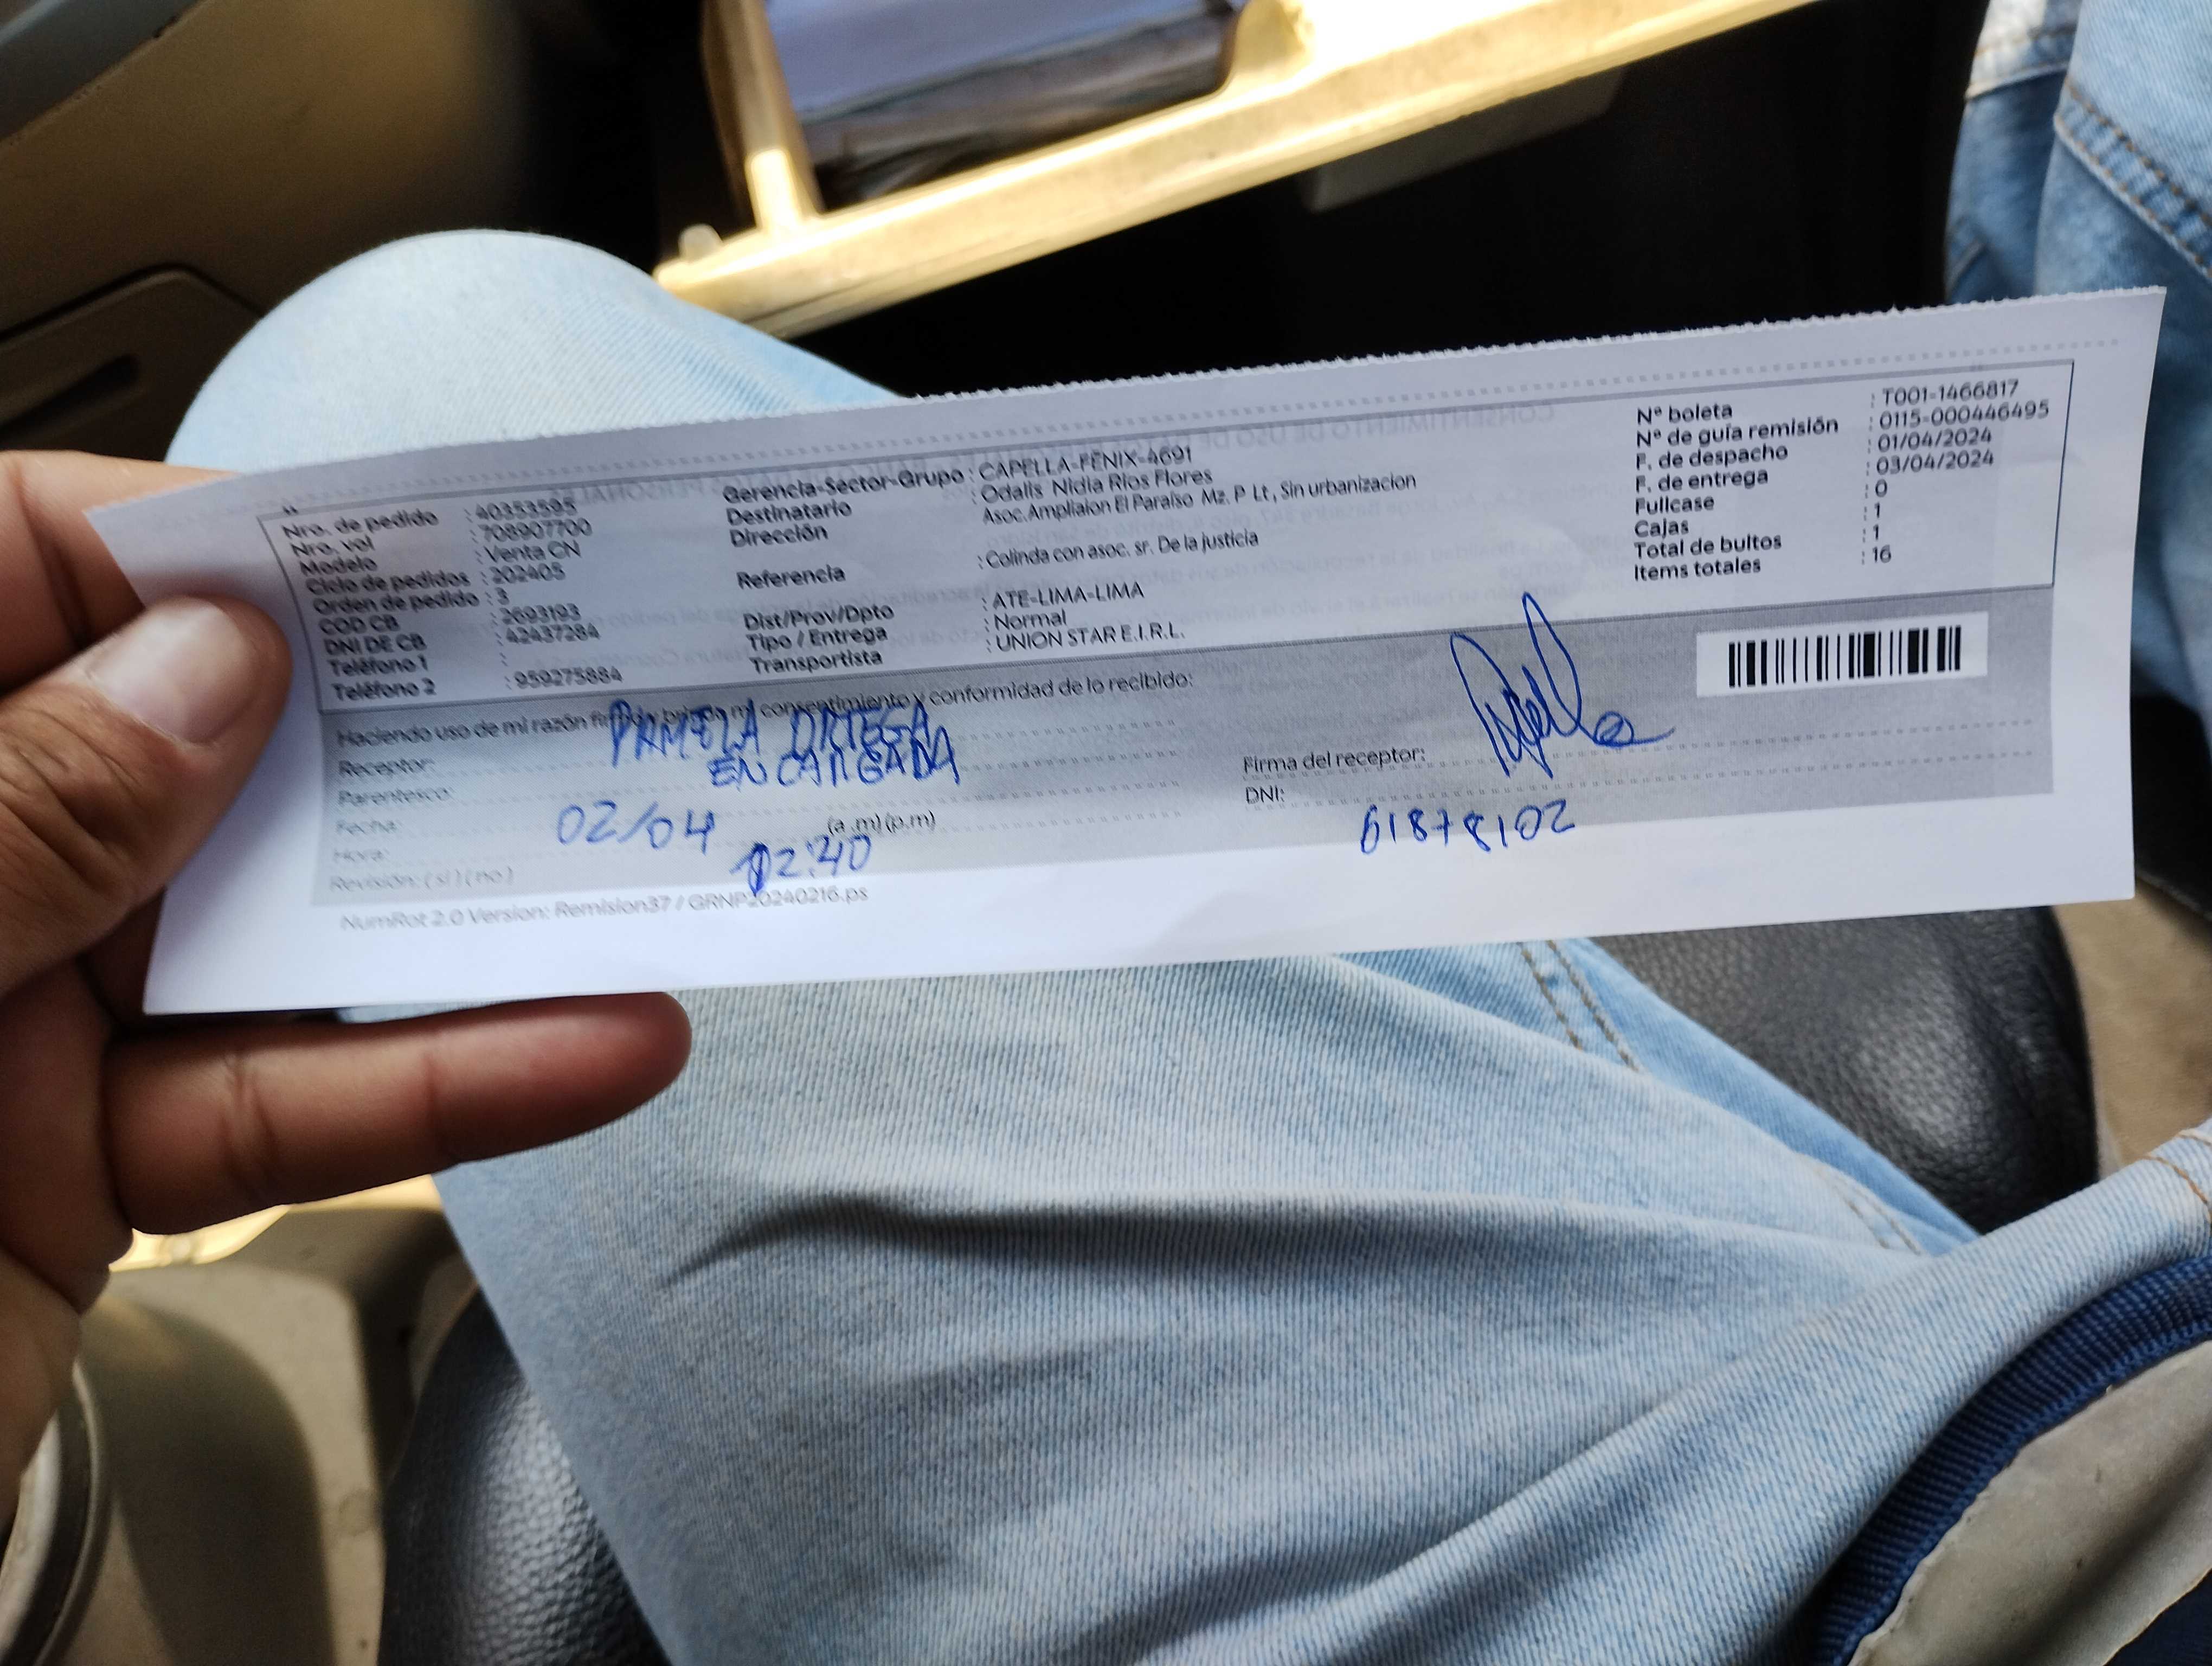 Nro. de pedido : 40353595
Nro. vol : 708907700
Modelo : Venta CN
Ciclo de pedidos : 202405
Orden de pedido : 3
COD CB : 2693193
DNI DE CB : 42437284
Teléfono 1 :
Teléfono 2 : 959275884
Gerencia-Sector-Grupo : CAPELLA-FENIX-4691
Destinatario : Odalis Nidia Rios Flores
Dirección Asoc.Ampliaion El Paraiso Mz. P Lt , Sin urbanizacion
Referencia : Colinda con asoc. sr. De la justicia
Dist/Prov/Dpto : ATE-LIMA-LIMA
Tipo / Entrega : Normal
Transportista : UNION STAR E.I.R.L.
Nº boleta : T001-1466817
Nº de guía remisión : 0115-000446495
F. de despacho : 01/04/2024
F. de entrega : 03/04/2024
Fullcase : 0
Cajas : 1
Total de bultos : 1
Items totales : 16
Haciendo uso de mi razón mi consentimiento y conformidad de lo recibido:
Receptor: PAMELA ORTEGA
Parentesco: ENCARGADA
Fecha: 02/04
Hora: 02:40 (a .m) (p.m)
Revisión: ( si ) ( no )
Firma del receptor:
DNI: 61878102
NumRot 2.0 Version: Remision37 / GRNP20240216.ps